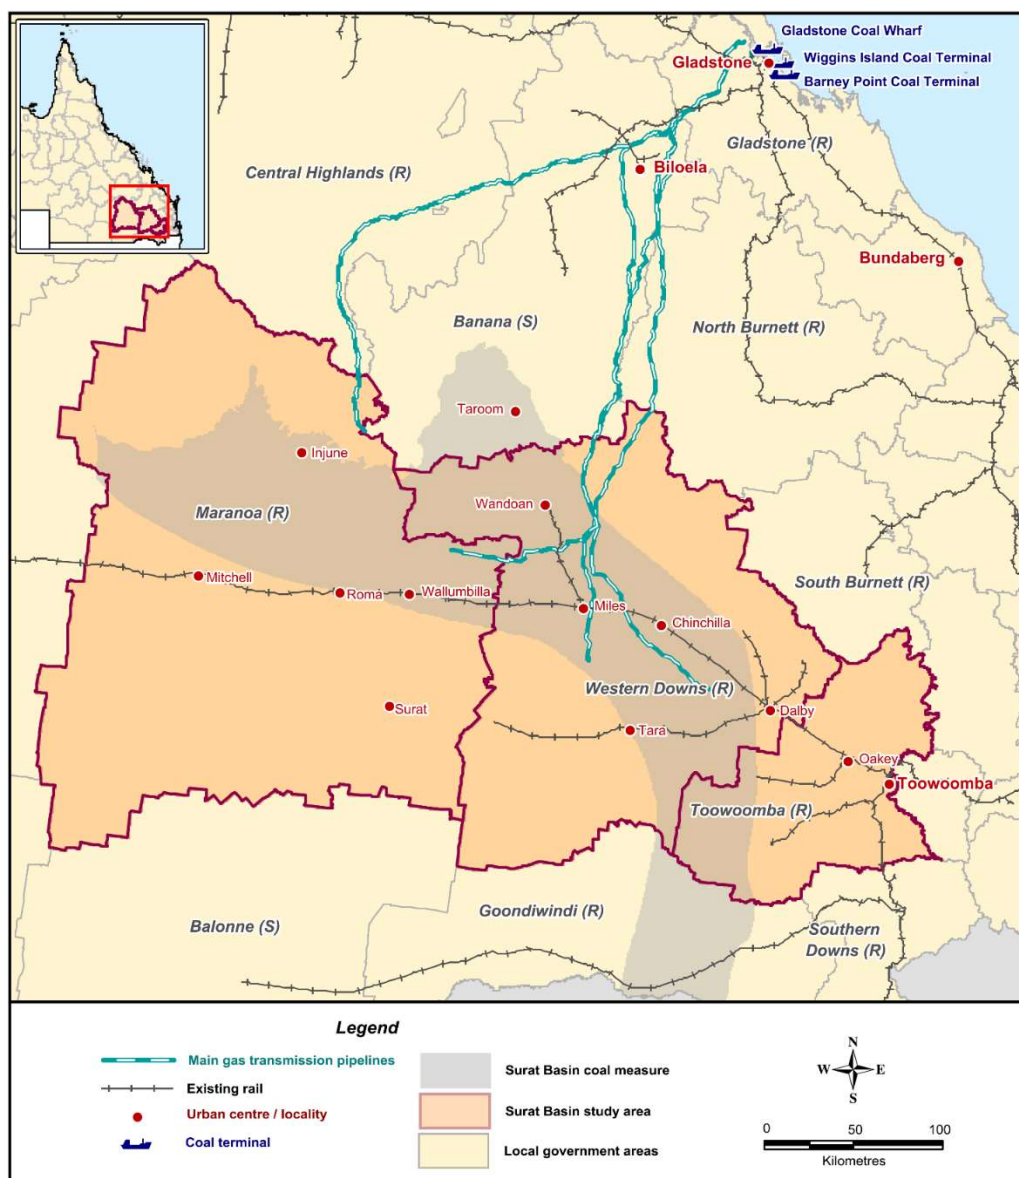 Gladstone Coal Wharf
Gladstone
Wiggins Island Coal Terminal
Barney Point Coal Terminal
Gladstone (R)
Central Highlands (R)
Biloela
Bundaberg
Banana (S)
North Burnett (R)
Taroom
Injune
Wandoan
Maranoa (R)
Mitchell
Roma
Wallumbilla
Miles
Chinchilla
South Burnett (R)
Western Downs (R)
Surat
Tara
Dalby
Oakey
Toowoomba
Toowoomba (R)
Balonne (S)
Goondiwindi (R)
Southern
Downs (R)
Legend
Main gas transmission pipelines
Existing rail
Urban centre / locality
Coal terminal
Surat Basin coal measure
Surat Basin study area
Local government areas
N
W
E
S
0 50 100
Kilometres